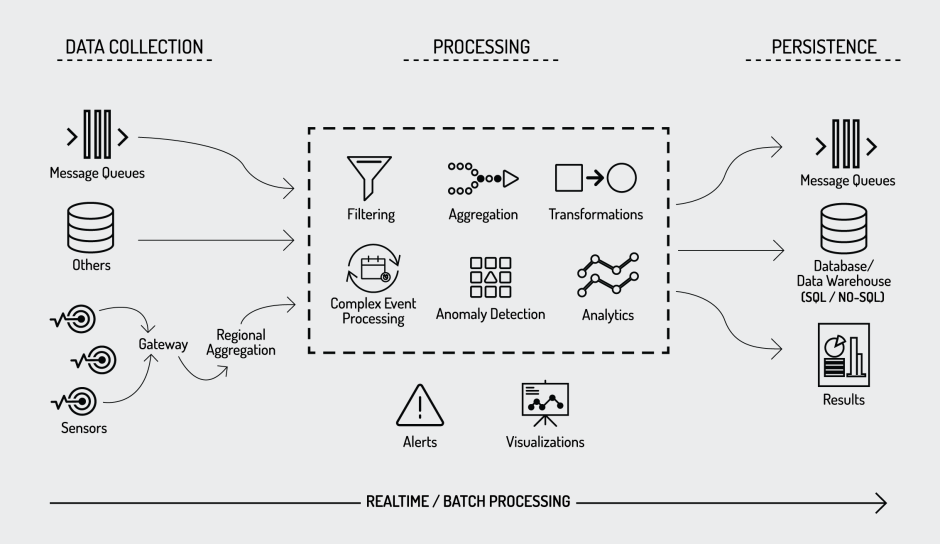 DATA COLLECTION
PROCESSING
PERSISTENCE
Message Queues
Others
Gateway
Regional
Aggregation
Sensors
Filtering
Aggregation
Transformations
Complex Event
Processing
Anomaly Detection
Analytics
Alerts
Visualizations
Message Queues
Database/
Data Warehouse
(SQL / NO-SQL)
Results
REALTIME / BATCH PROCESSING